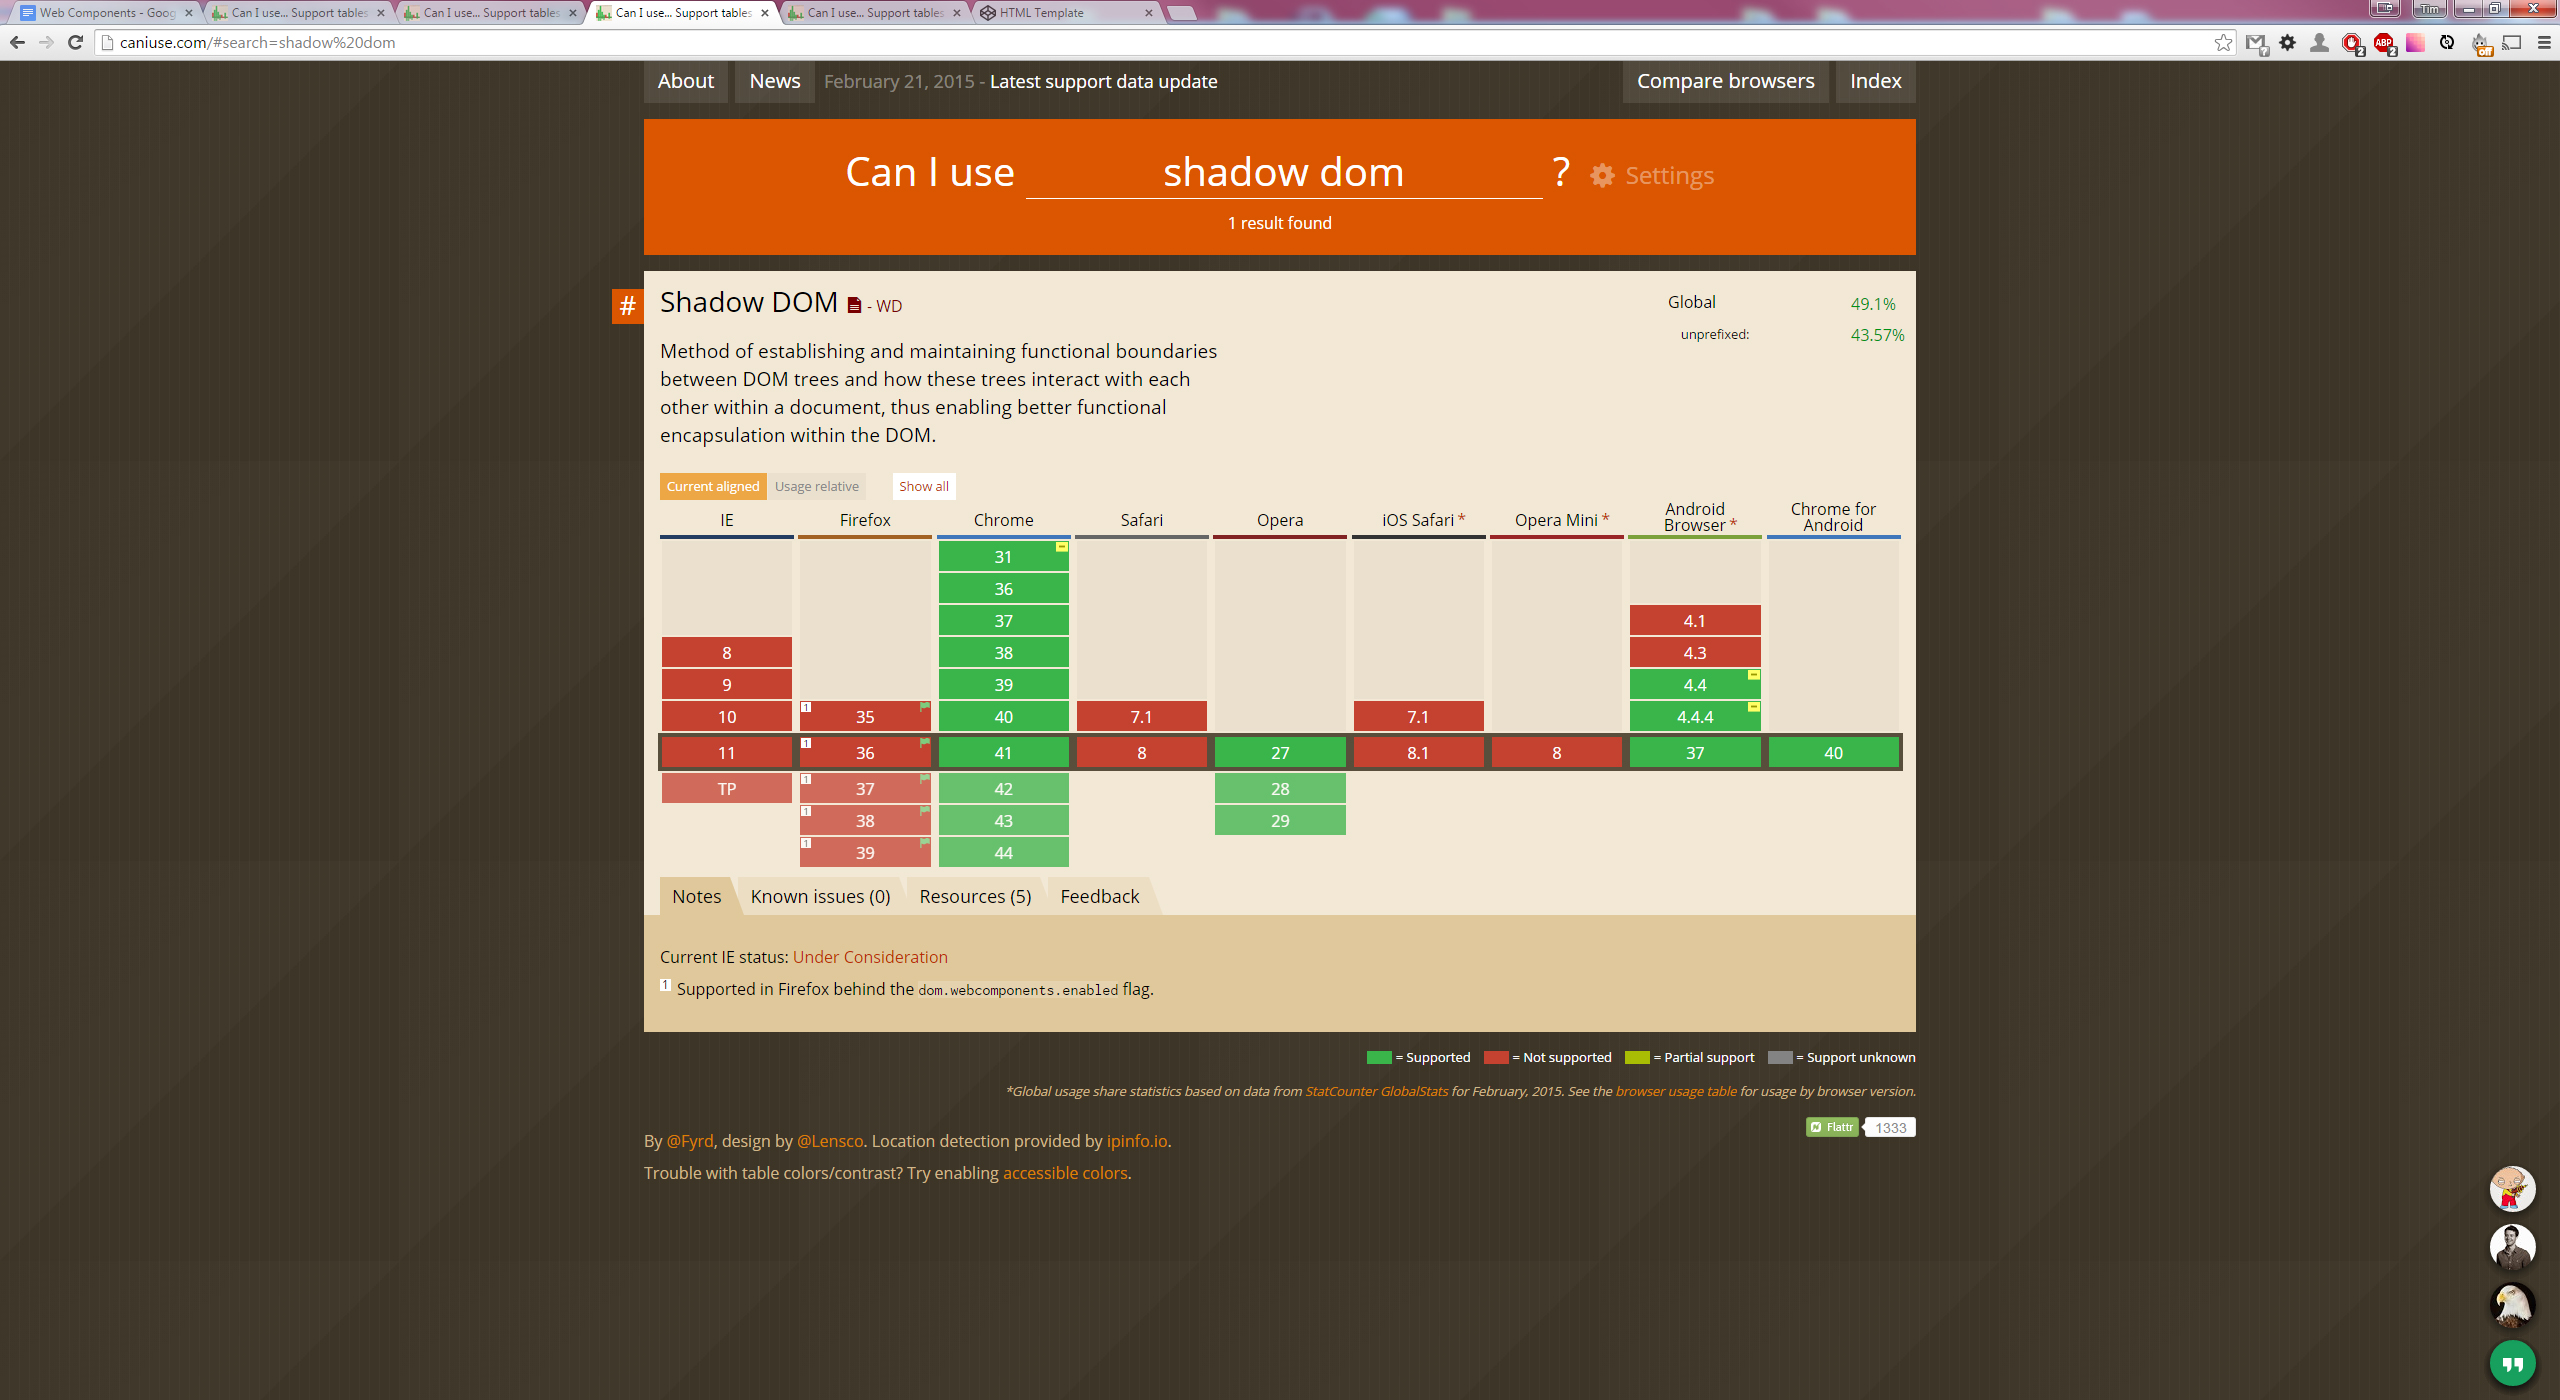 Web Components - Goog
Can I use... Support tables
Can I use... Support tables
Can I use... Support tables
Can I use... Support tables
HTML Template
Tim
caniuse.com/#search=shadow%20dom
2
ABP
2
off
About
News
February 21, 2015 - Latest support data update
Compare browsers
Index
Can I use shadow dom ?
Settings
1 result found
#
Shadow DOM - WD
Global 49.1%
unprefixed: 43.57%
Method of establishing and maintaining functional boundaries
between DOM trees and how these trees interact with each
other within a document, thus enabling better functional
encapsulation within the DOM.
Current aligned Usage relative Show all
IE Firefox Chrome Safari Opera iOS Safari * Opera Mini * Android Browser * Chrome for Android
31
36
37 4.1
8 38 4.3
9 39 4.4
10 1 35 40 7.1 7.1 4.4.4
11 1 36 41 8 27 8.1 8 37 40
TP 1 37 42 28
1 38 43 29
1 39 44
Notes Known issues (0) Resources (5) Feedback
Current IE status: Under Consideration
1 Supported in Firefox behind the dom.webcomponents.enabled flag.
= Supported = Not supported = Partial support = Support unknown
*Global usage share statistics based on data from StatCounter GlobalStats for February, 2015. See the browser usage table for usage by browser version.
Flattr 1333
By @Fyrd, design by @Lensco. Location detection provided by ipinfo.io.
Trouble with table colors/contrast? Try enabling accessible colors.